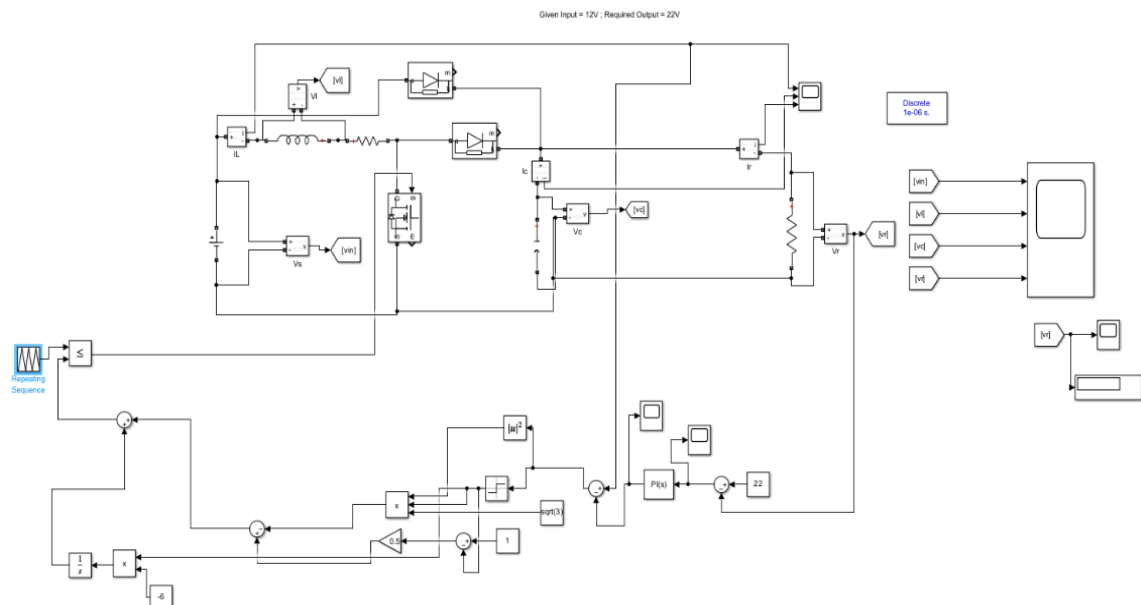 Given Input = 12V ; Required Output = 22V
[vl]
Vl
m
m
IL
Ic
Ir
Discrete
1e-06 s.
[vin]
[vl]
[vc]
[vr]
g
D
S
E
[vc]
Vc
Vs
[vin]
Vr
[vr]
[vr]
≤
Repeating
Sequence
|u|²
PI(s)
22
x
sqrt(3)
0.5
1
1
s
x
-6